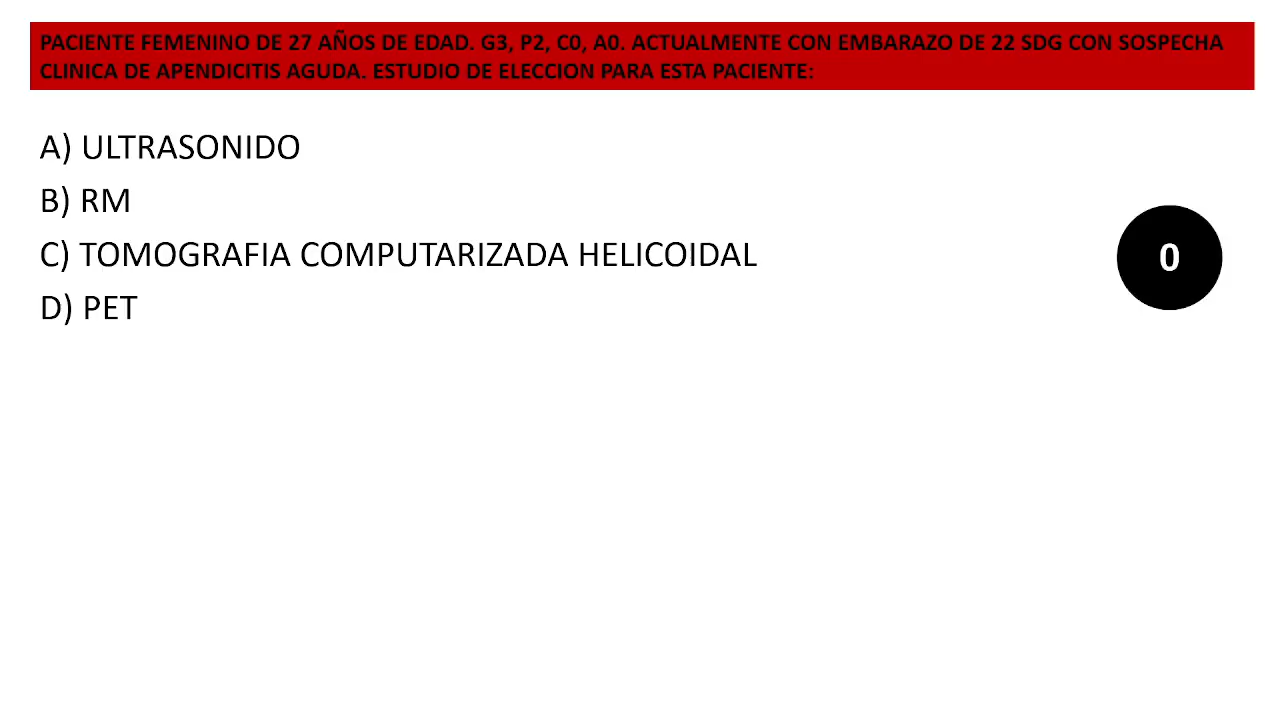 PACIENTE FEMENINO DE 27 AÑOS DE EDAD. G3, P2, C0, A0. ACTUALMENTE CON EMBARAZO DE 22 SDG CON SOSPECHA
CLINICA DE APENDICITIS AGUDA. ESTUDIO DE ELECCION PARA ESTA PACIENTE:
A) ULTRASONIDO
B) RM
C) TOMOGRAFIA COMPUTARIZADA HELICOIDAL
D) PET
0